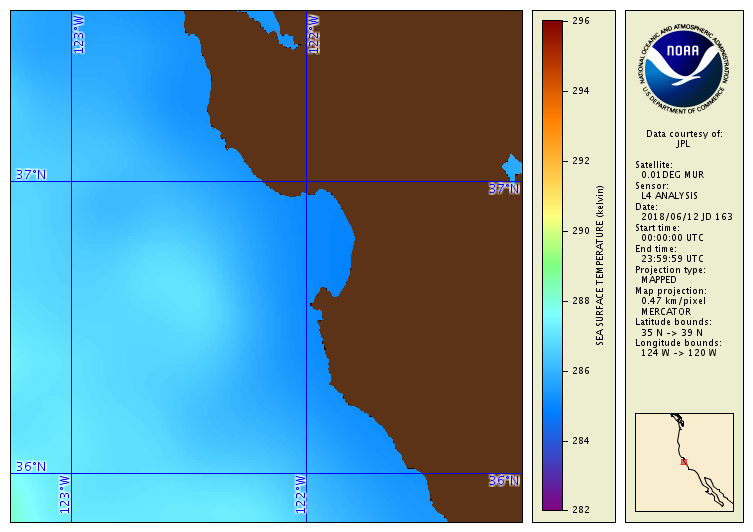 123°W
122°W
37°N
37°N
36°N
36°N
123°W
122°W
296
294
292
290
288
286
284
282
SEA SURFACE TEMPERATURE (kelvin)
NATIONAL OCEANIC AND ATMOSPHERIC ADMINISTRATION
NOAA
U.S. DEPARTMENT OF COMMERCE
Data courtesy of:
JPL
Satellite:
0.01DEG MUR
Sensor:
L4 ANALYSIS
Date:
2018/06/12 JD 163
Start time:
00:00:00 UTC
End time:
23:59:59 UTC
Projection type:
MAPPED
Map projection:
0.47 km/pixel
MERCATOR
Latitude bounds:
35 N -> 39 N
Longitude bounds:
124 W -> 120 W